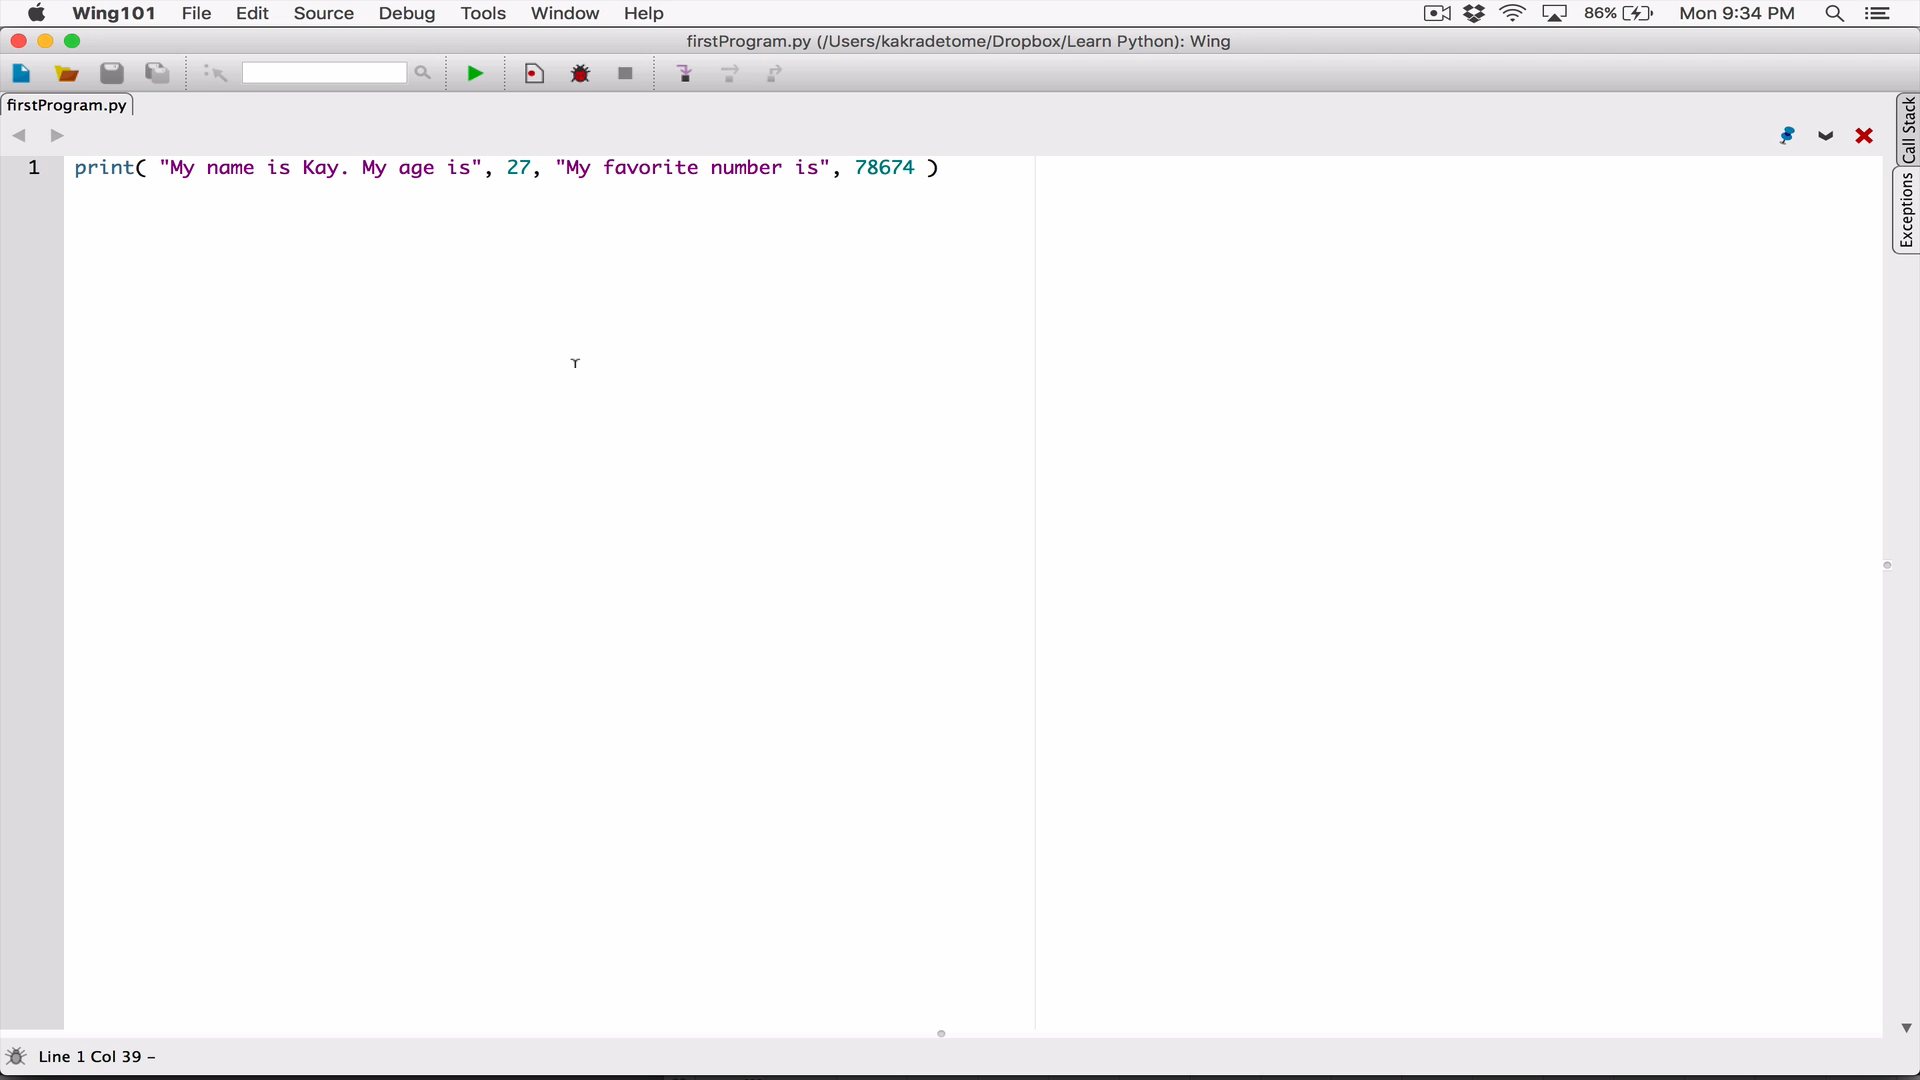 Wing101 File Edit Source Debug Tools Window Help 86% Mon 9:34 PM
firstProgram.py (/Users/kakradetome/Dropbox/Learn Python): Wing
firstProgram.py
Call Stack
Exceptions
1 print( "My name is Kay. My age is", 27, "My favorite number is", 78674 )
Line 1 Col 39 –